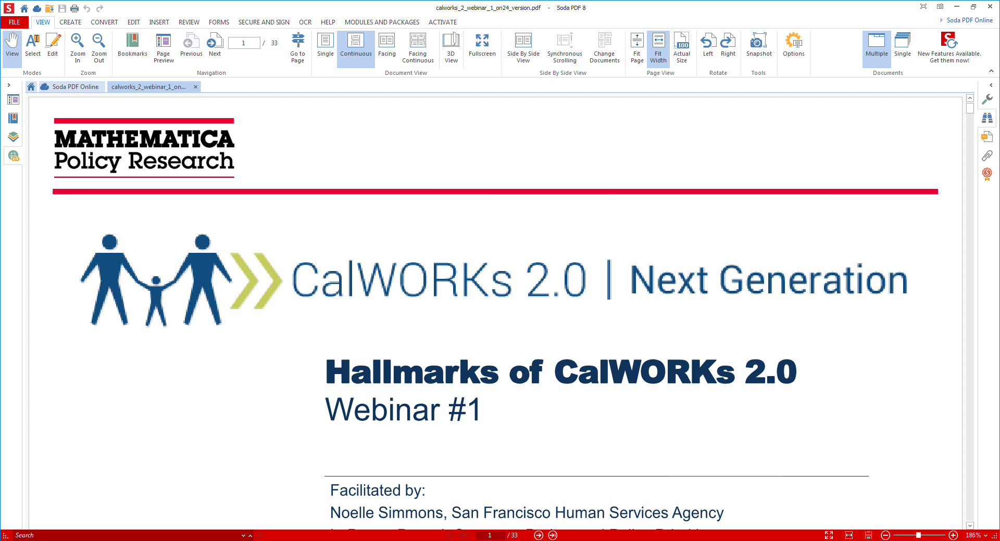 calworks_2_webinar_1_on24_version.pdf - Soda PDF 8
FILE VIEW CREATE CONVERT EDIT INSERT REVIEW FORMS SECURE AND SIGN OCR HELP MODULES AND PACKAGES ACTIVATE Soda PDF Online
View Select Edit
Modes
Zoom In Zoom Out
Zoom
Bookmarks Page Preview Previous Next 1 / 33 Go to Page
Navigation
Single Continuous Facing Facing Continuous 3D View Fullscreen
Document View
Side By Side View Synchronous Scrolling Change Documents
Side By Side View
Fit Page Fit Width 100 Actual Size
Page View
Left Right
Rotate
Snapshot
Tools
Options
Multiple Single New Features Available. Get them now!
Documents
Soda PDF Online calworks_2_webinar_1_on...
MATHEMATICA
Policy Research
CalWORKs 2.0 | Next Generation
Hallmarks of CalWORKs 2.0
Webinar #1
Facilitated by:
Noelle Simmons, San Francisco Human Services Agency
Search 1 / 33 186%